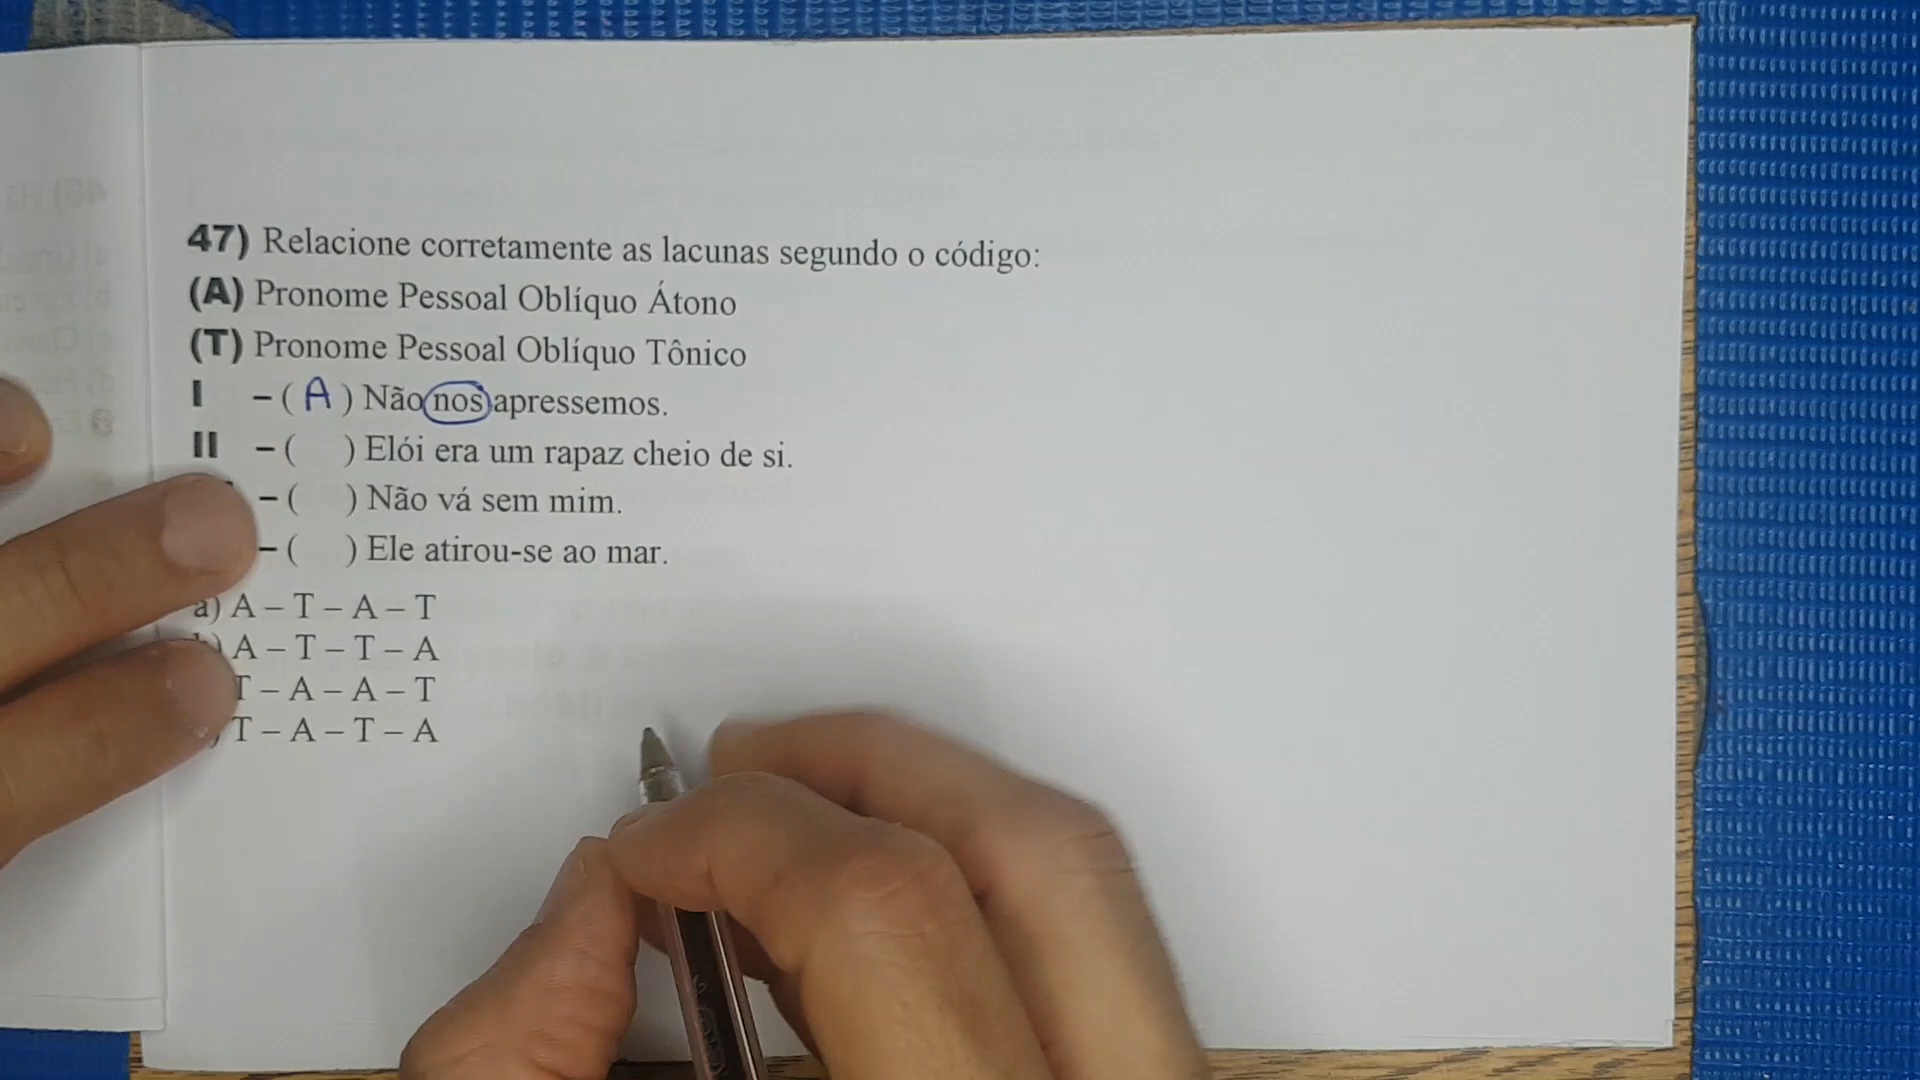 47) Relacione corretamente as lacunas segundo o código:
(A) Pronome Pessoal Oblíquo Átono
(T) Pronome Pessoal Oblíquo Tônico
I – ( A ) Não nos apressemos.
II – ( ) Elói era um rapaz cheio de si.
– ( ) Não vá sem mim.
– ( ) Ele atirou-se ao mar.
a) A – T – A – T
) A – T – T – A
T – A – A – T
) T – A – T – A